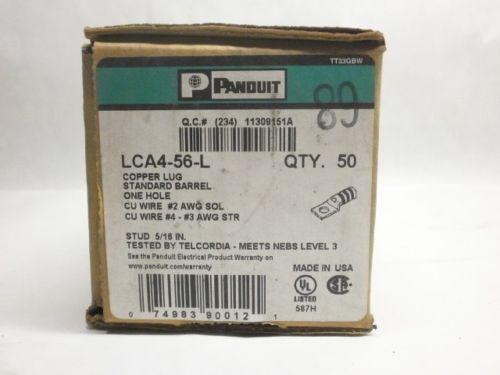 TT33GBW
P PANDUIT
89
Q.C.# (234) 11309151A
LCA4-56-L QTY. 50
COPPER LUG
STANDARD BARREL
ONE HOLE
CU WIRE #2 AWG SOL
CU WIRE #4 - #3 AWG STR
STUD 5/16 IN.
TESTED BY TELCORDIA - MEETS NEBS LEVEL 3
See the Panduit Electrical Product Warranty on
www.panduit.com/warranty
MADE IN USA
UL
LISTED
587H
0 74983 90012 1